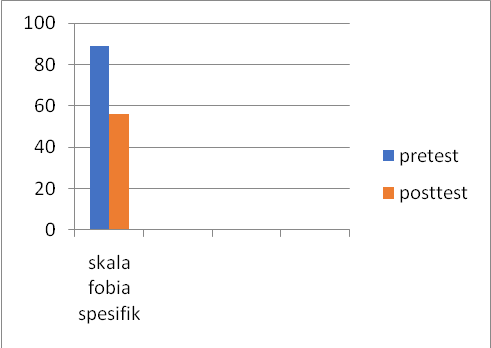 100
80
60
40
20
0
skala
fobia
spesifik
pretest
posttest